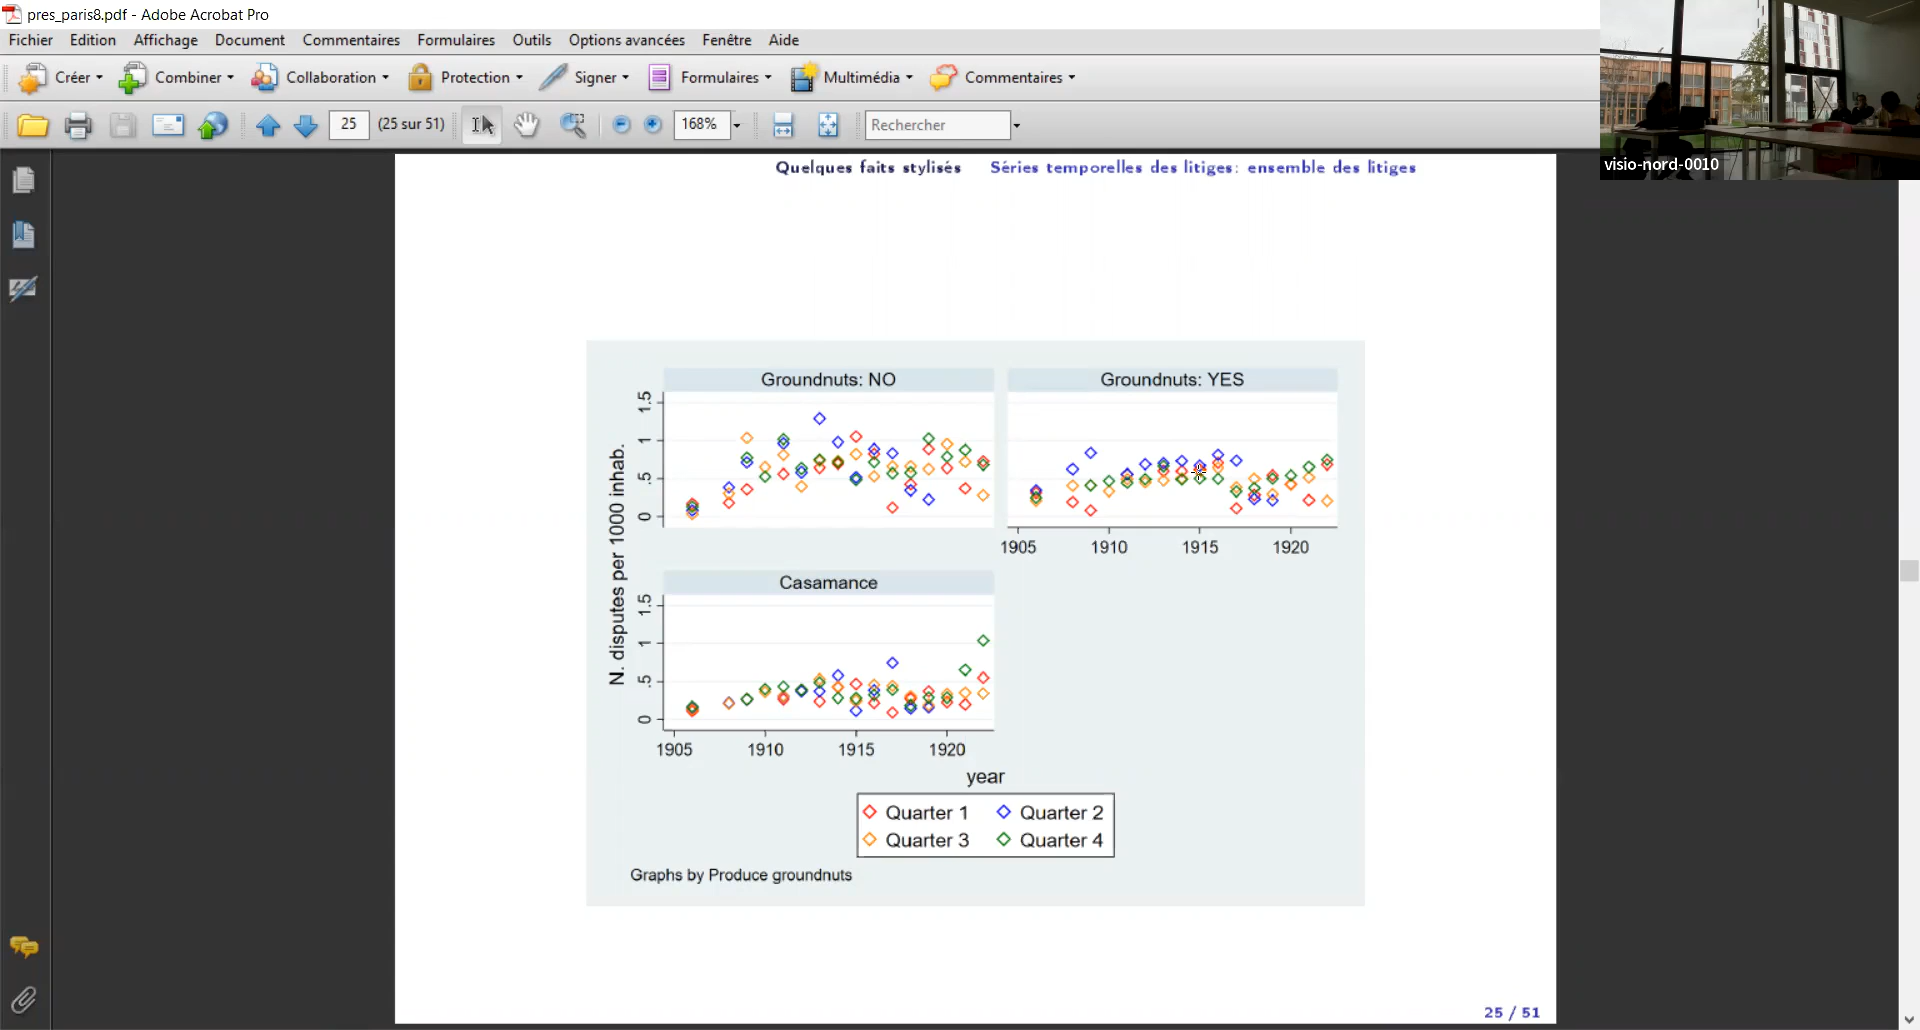 pres_paris8.pdf - Adobe Acrobat Pro
Fichier Edition Affichage Document Commentaires Formulaires Outils Options avancées Fenêtre Aide
Créer Combiner Collaboration Protection Signer Formulaires Multimédia Commentaires
25 (25 sur 51) 168% Rechercher
visio-nord-0010
Quelques faits stylisés Séries temporelles des litiges: ensemble des litiges
Groundnuts: NO Groundnuts: YES
1.5
1
.5
0
1905 1910 1915 1920
N. disputes per 1000 inhab.
Casamance
1.5
1
.5
0
1905 1910 1915 1920
year
Quarter 1 Quarter 2
Quarter 3 Quarter 4
Graphs by Produce groundnuts
25 / 51